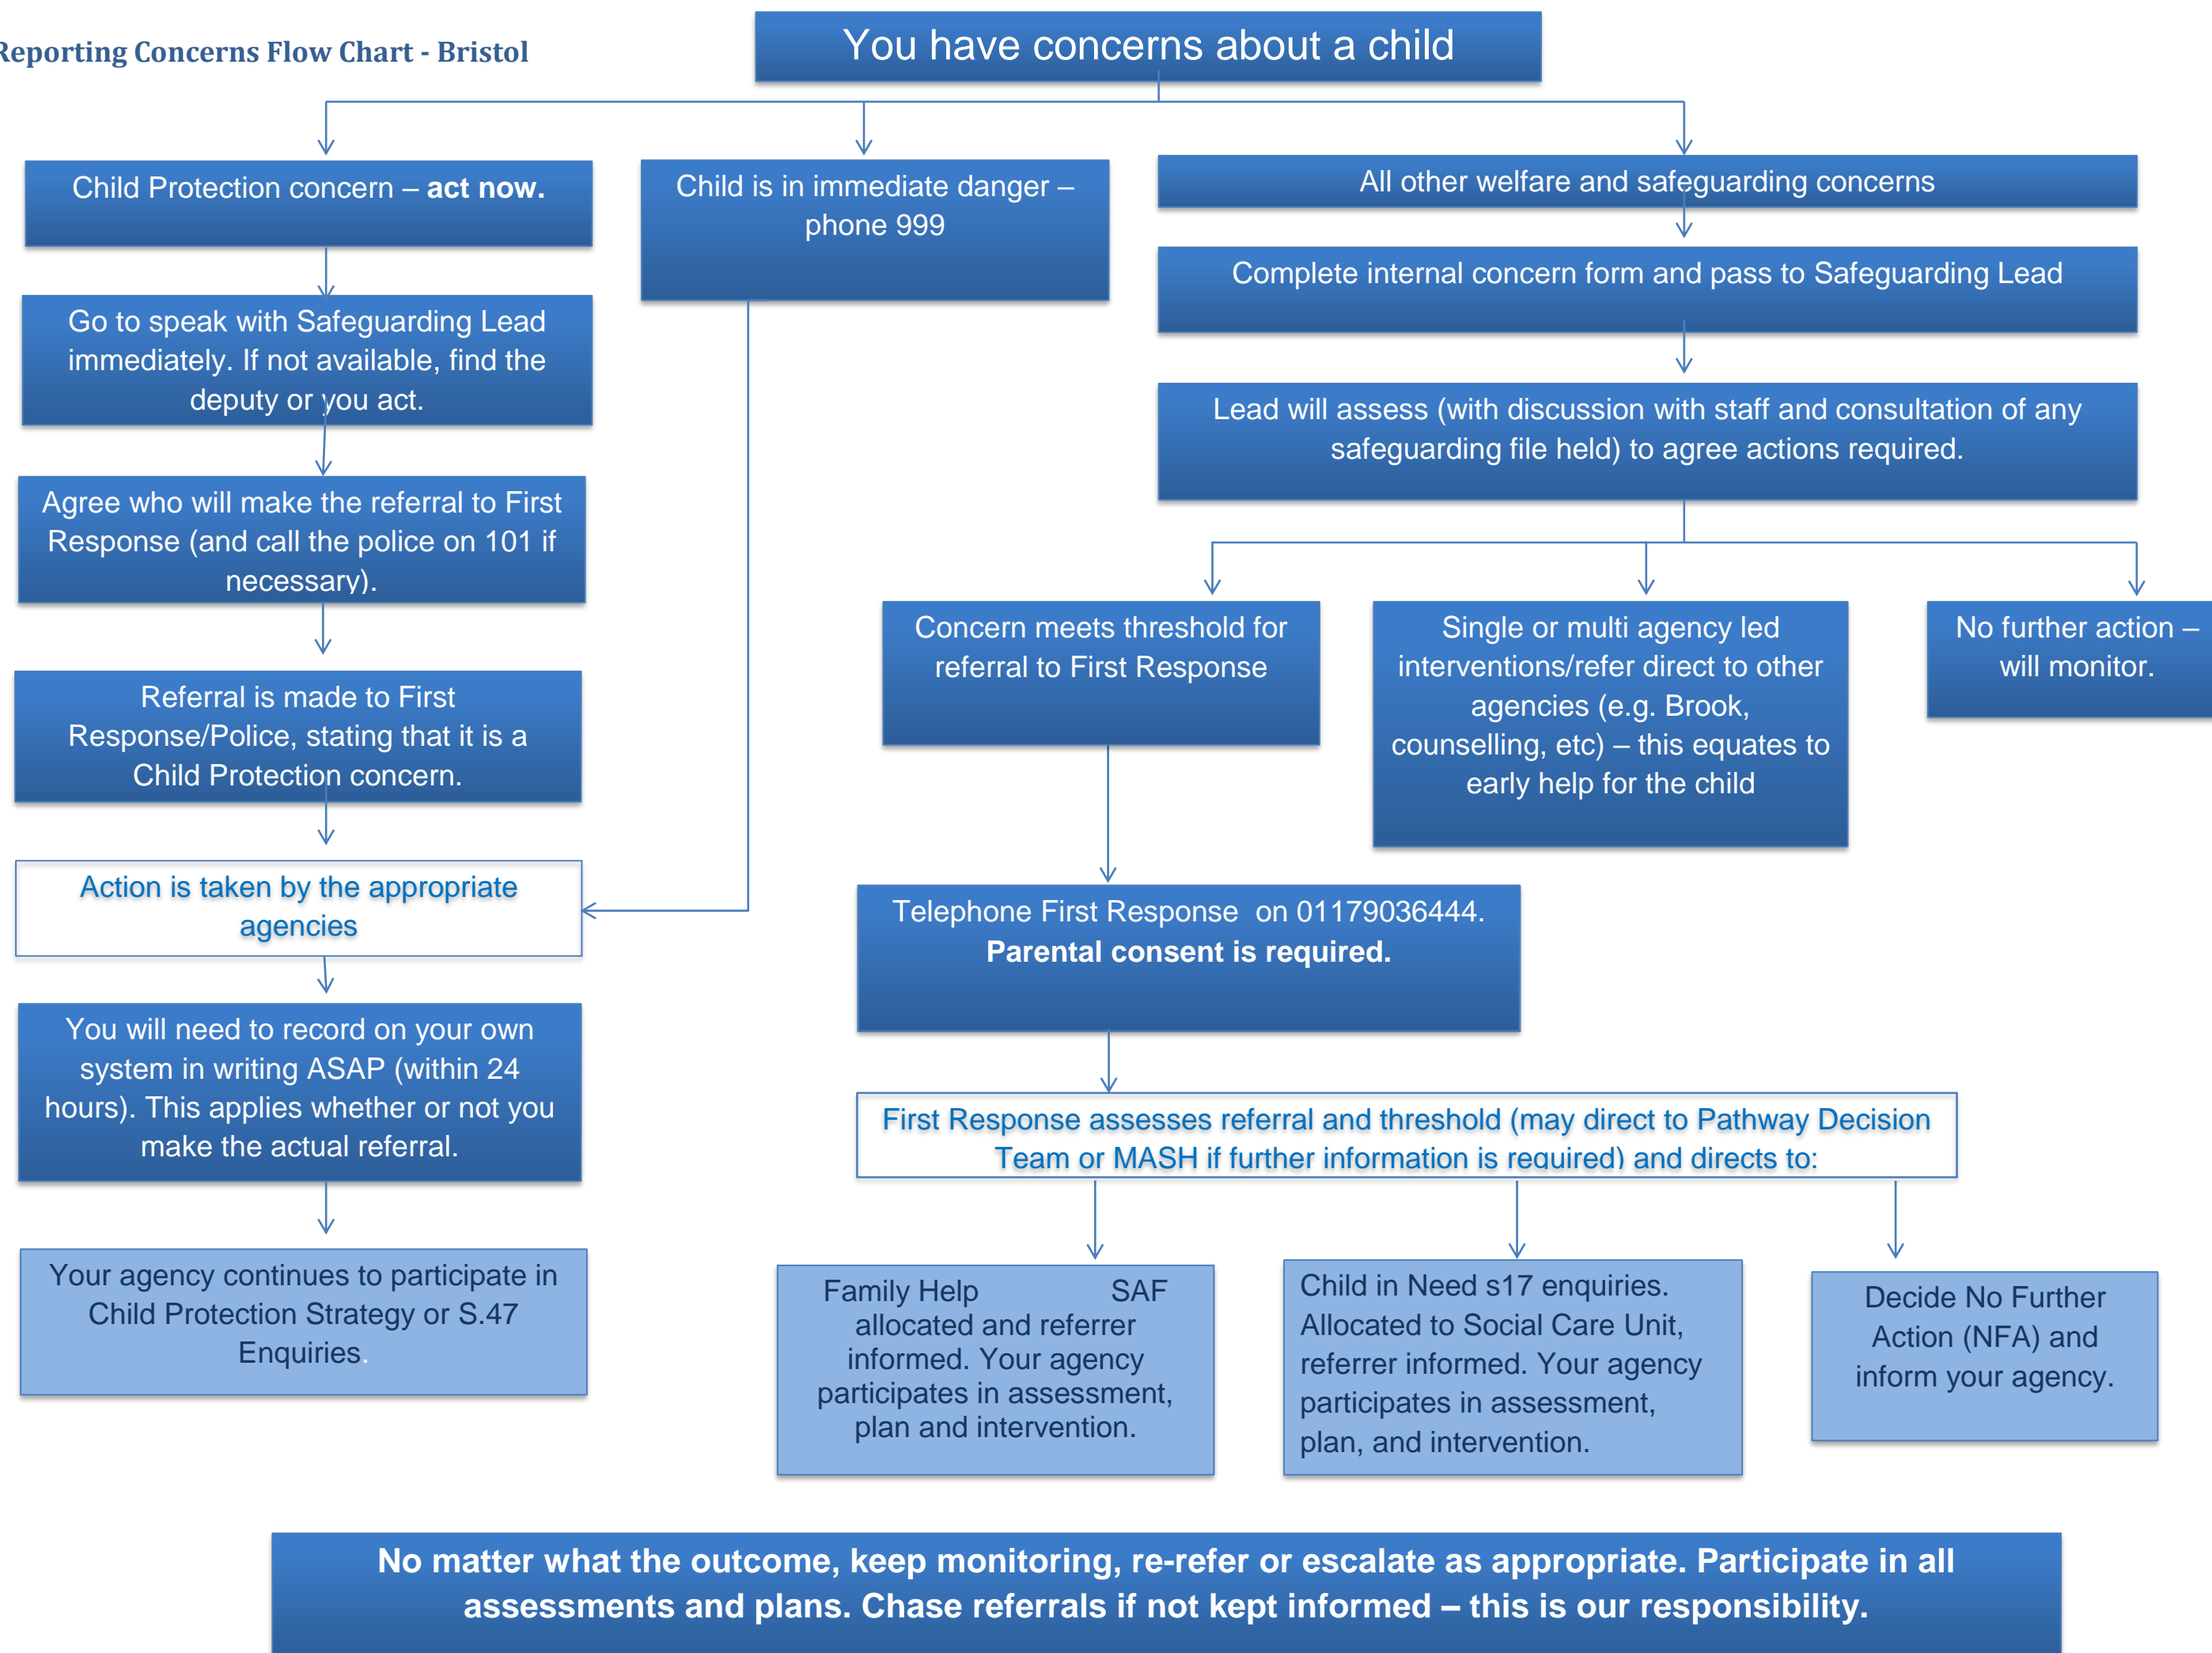 Reporting Concerns Flow Chart - Bristol
You have concerns about a child
Child Protection concern – act now.
Go to speak with Safeguarding Lead
immediately. If not available, find the
deputy or you act.
Agree who will make the referral to First
Response (and call the police on 101 if
necessary).
Referral is made to First
Response/Police, stating that it is a
Child Protection concern.
Action is taken by the appropriate
agencies
You will need to record on your own
system in writing ASAP (within 24
hours). This applies whether or not you
make the actual referral.
Your agency continues to participate in
Child Protection Strategy or S.47
Enquiries.
Child is in immediate danger –
phone 999
All other welfare and safeguarding concerns
Complete internal concern form and pass to Safeguarding Lead
Lead will assess (with discussion with staff and consultation of any
safeguarding file held) to agree actions required.
Concern meets threshold for
referral to First Response
Single or multi agency led
interventions/refer direct to other
agencies (e.g. Brook,
counselling, etc) – this equates to
early help for the child
No further action –
will monitor.
Telephone First Response on 01179036444.
Parental consent is required.
First Response assesses referral and threshold (may direct to Pathway Decision
Team or MASH if further information is required) and directs to:
Family Help SAF
allocated and referrer
informed. Your agency
participates in assessment,
plan and intervention.
Child in Need s17 enquiries.
Allocated to Social Care Unit,
referrer informed. Your agency
participates in assessment,
plan, and intervention.
Decide No Further
Action (NFA) and
inform your agency.
No matter what the outcome, keep monitoring, re-refer or escalate as appropriate. Participate in all
assessments and plans. Chase referrals if not kept informed – this is our responsibility.